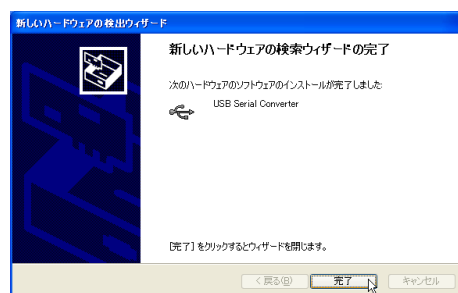 新しいハードウェアの検出ウィザード
新しいハードウェアの検索ウィザードの完了
次のハードウェアのソフトウェアのインストールが完了しました:
USB Serial Converter
[完了] をクリックするとウィザードを閉じます。
< 戻る(B) 完了 キャンセル